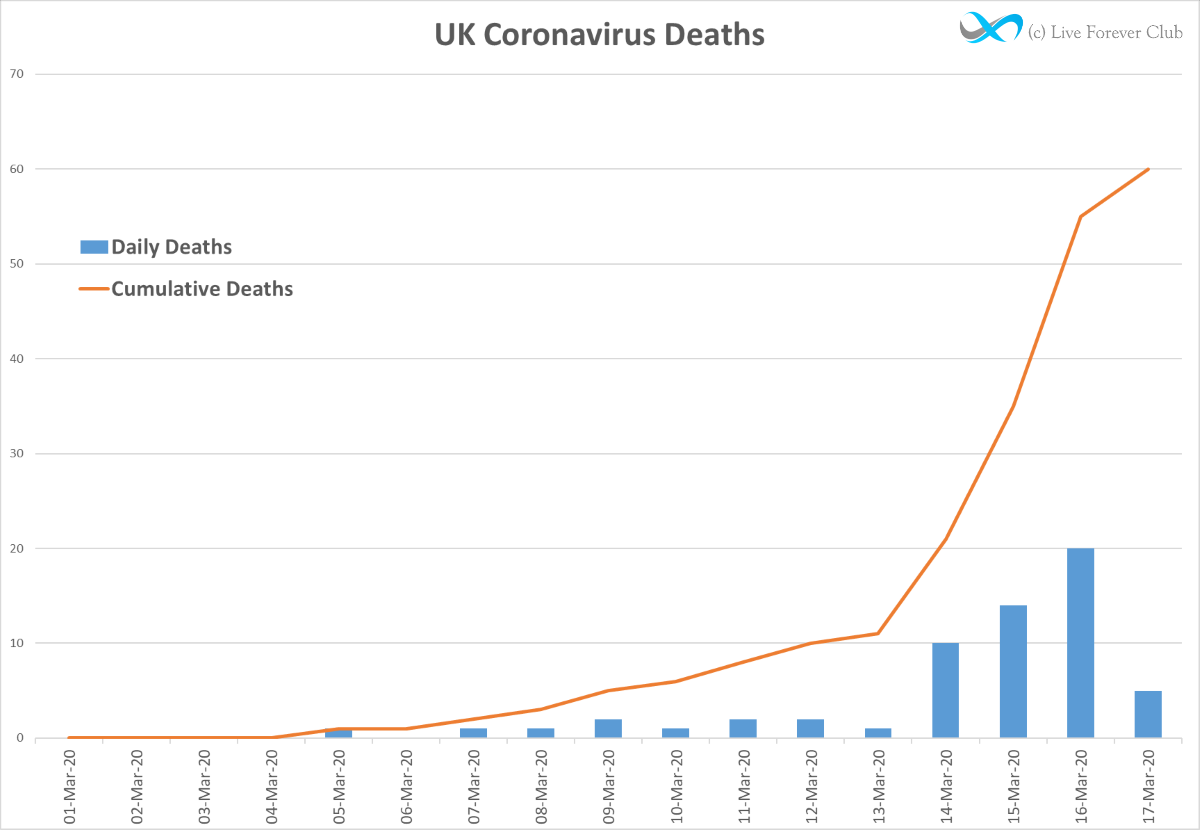 UK Coronavirus Deaths
(c) Live Forever Club
70
60
50
40
30
20
10
0
Daily Deaths
Cumulative Deaths
01-Mar-20
02-Mar-20
03-Mar-20
04-Mar-20
05-Mar-20
06-Mar-20
07-Mar-20
08-Mar-20
09-Mar-20
10-Mar-20
11-Mar-20
12-Mar-20
13-Mar-20
14-Mar-20
15-Mar-20
16-Mar-20
17-Mar-20